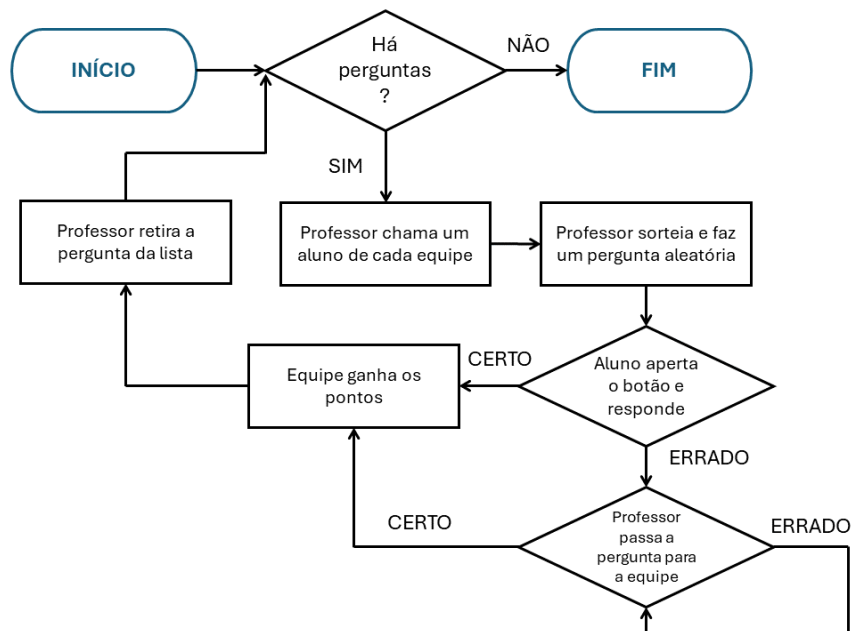 INÍCIO
Há
perguntas
?
NÃO
FIM
SIM
Professor retira a
pergunta da lista
Professor chama um
aluno de cada equipe
Professor sorteia e faz
um pergunta aleatória
Equipe ganha os
pontos
CERTO
Aluno aperta
o botão e
responde
ERRADO
CERTO
Professor
passa a
pergunta para
a equipe
ERRADO